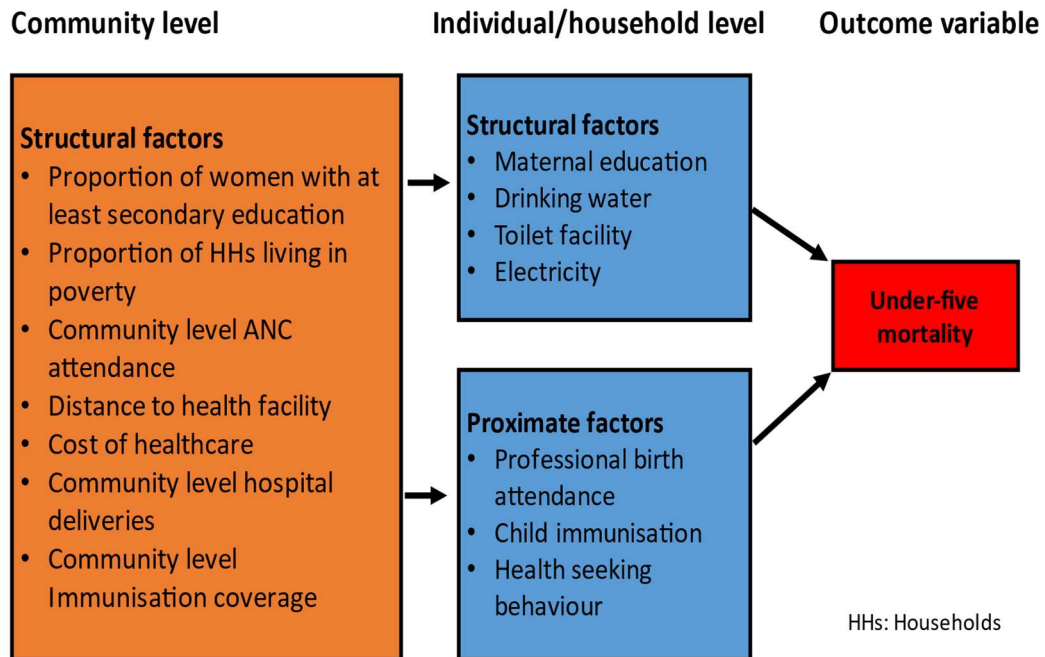 Community level
Individual/household level
Outcome variable
Structural factors
• Proportion of women with at
least secondary education
• Proportion of HHs living in
poverty
• Community level ANC
attendance
• Distance to health facility
• Cost of healthcare
• Community level hospital
deliveries
• Community level
Immunisation coverage
Structural factors
• Maternal education
• Drinking water
• Toilet facility
• Electricity
Proximate factors
• Professional birth
attendance
• Child immunisation
• Health seeking
behaviour
Under-five
mortality
HHs: Households